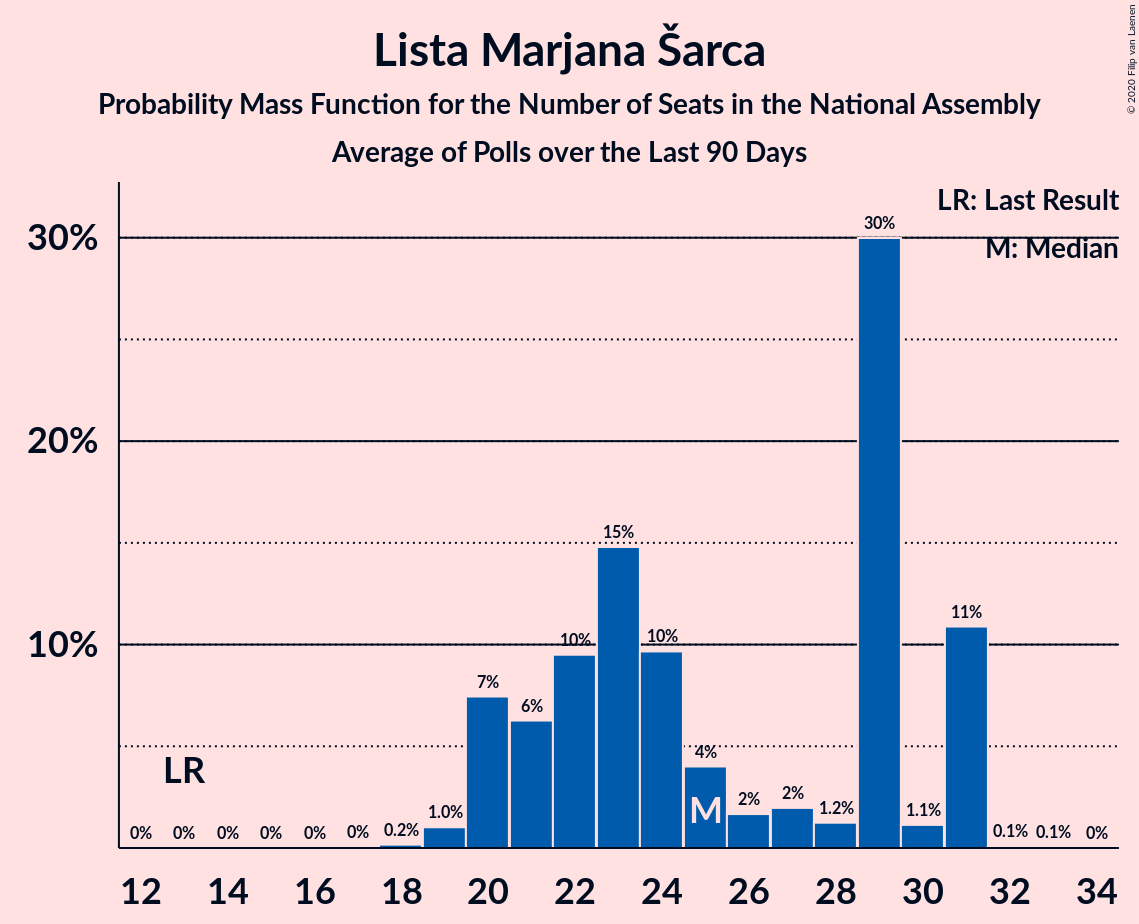 Lista Marjana Šarca
Probability Mass Function for the Number of Seats in the National Assembly
Average of Polls over the Last 90 Days
© 2020 Filip van Laenen
LR: Last Result
M: Median
30%
20%
10%
0% 0% 0% 0% 0% 0% 0.2% 1.0% 7% 6% 10% 15% 10% 4% 2% 2% 1.2% 30% 1.1% 11% 0.1% 0.1% 0%
LR
M
12 14 16 18 20 22 24 26 28 30 32 34